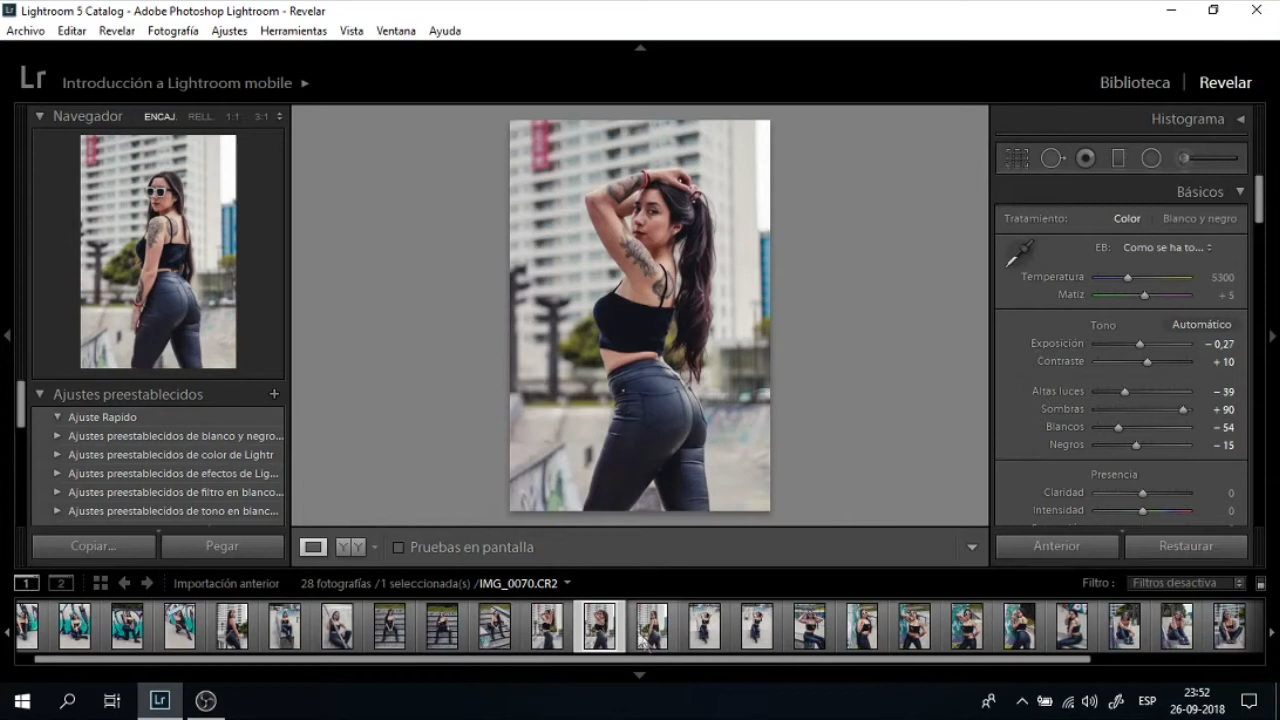 Lightroom 5 Catalog - Adobe Photoshop Lightroom - Revelar
Archivo Editar Revelar Fotografía Ajustes Herramientas Vista Ventana Ayuda
Lr Introducción a Lightroom mobile
Biblioteca | Revelar
Navegador ENCAJ. RELL. 1:1 3:1
Histograma
Básicos
Tratamiento: Color Blanco y negro
EB: Como se ha to...
Temperatura 5300
Matiz + 5
Tono Automático
Exposición − 0,27
Contraste + 10
Altas luces − 39
Sombras + 90
Blancos − 54
Negros − 15
Presencia
Claridad 0
Intensidad 0
Ajustes preestablecidos +
Ajuste Rapido
Ajustes preestablecidos de blanco y negro...
Ajustes preestablecidos de color de Lightr
Ajustes preestablecidos de efectos de Lig...
Ajustes preestablecidos de filtro en blanco...
Ajustes preestablecidos de tono en blanc...
Copiar... Pegar
YY Pruebas en pantalla
Anterior Restaurar
1 2 Importación anterior 28 fotografías /1 seleccionada(s) /IMG_0070.CR2
Filtro : Filtros desactiva
Lr
ESP
23:52
26-09-2018